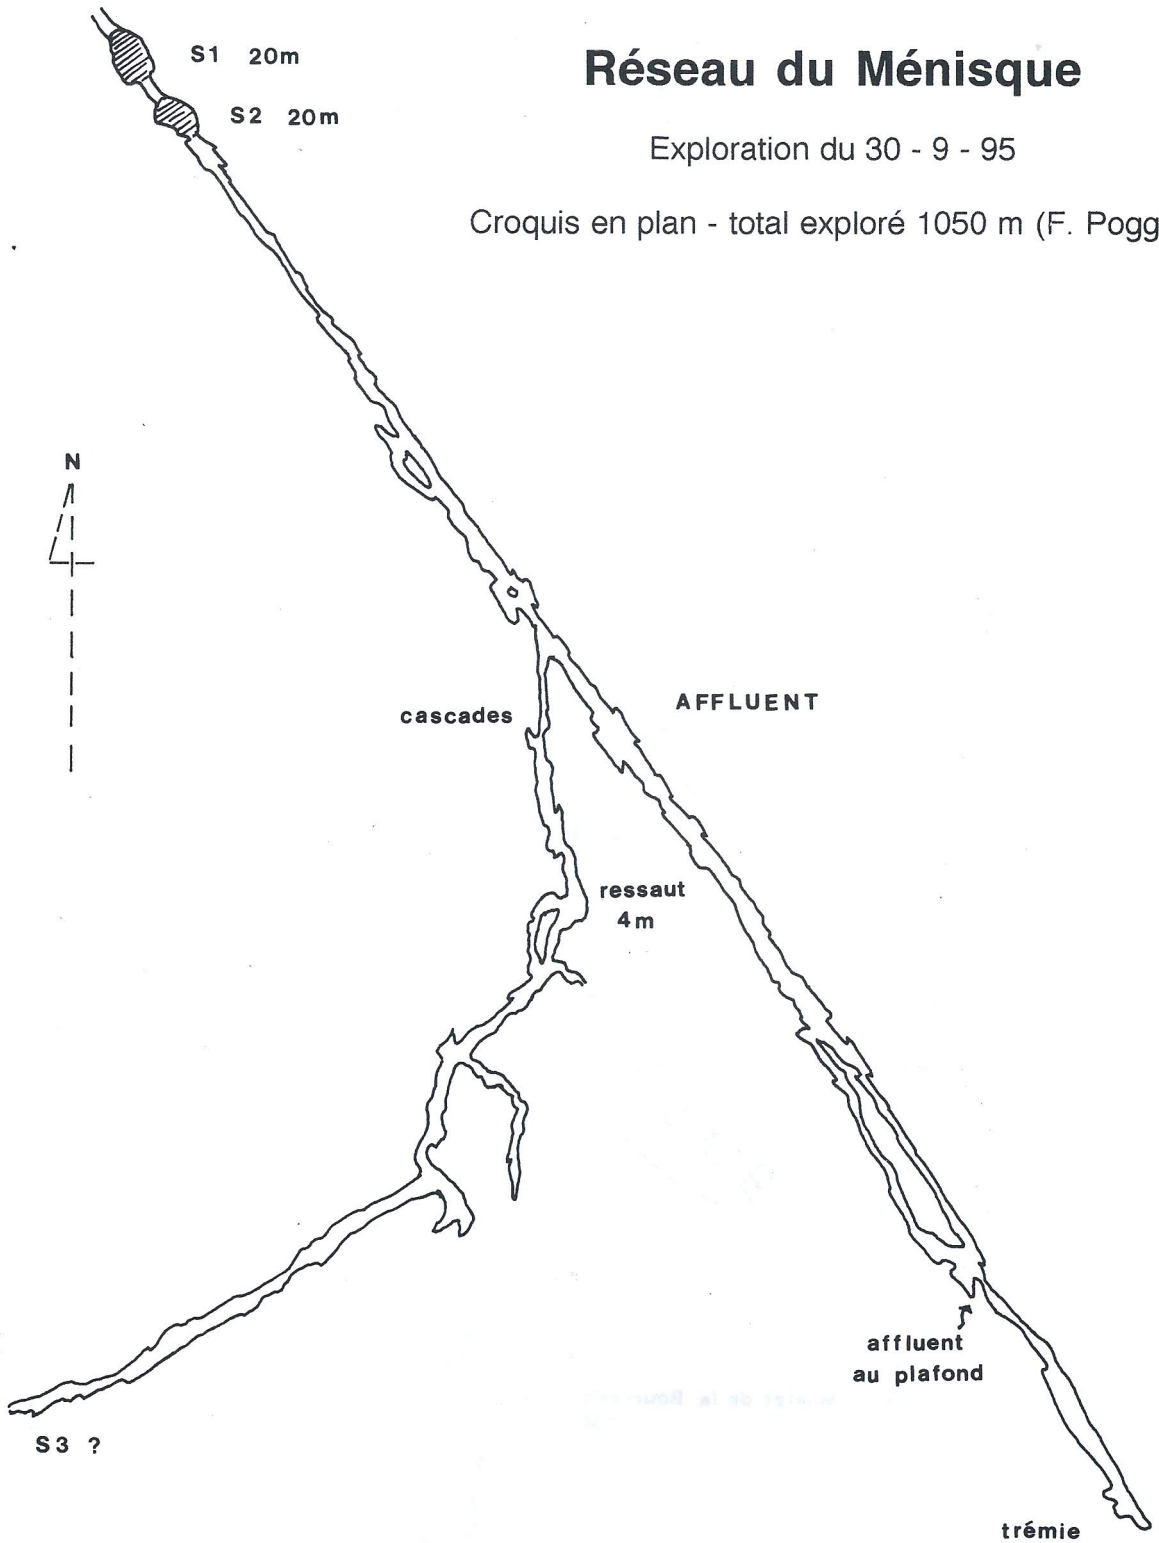 Réseau du Ménisque
Exploration du 30 - 9 - 95
Croquis en plan - total exploré 1050 m (F. Pogg
S1 20m
S2 20m
N
cascades
AFFLUENT
ressaut
4m
affluent
au plafond
S3 ?
trémie